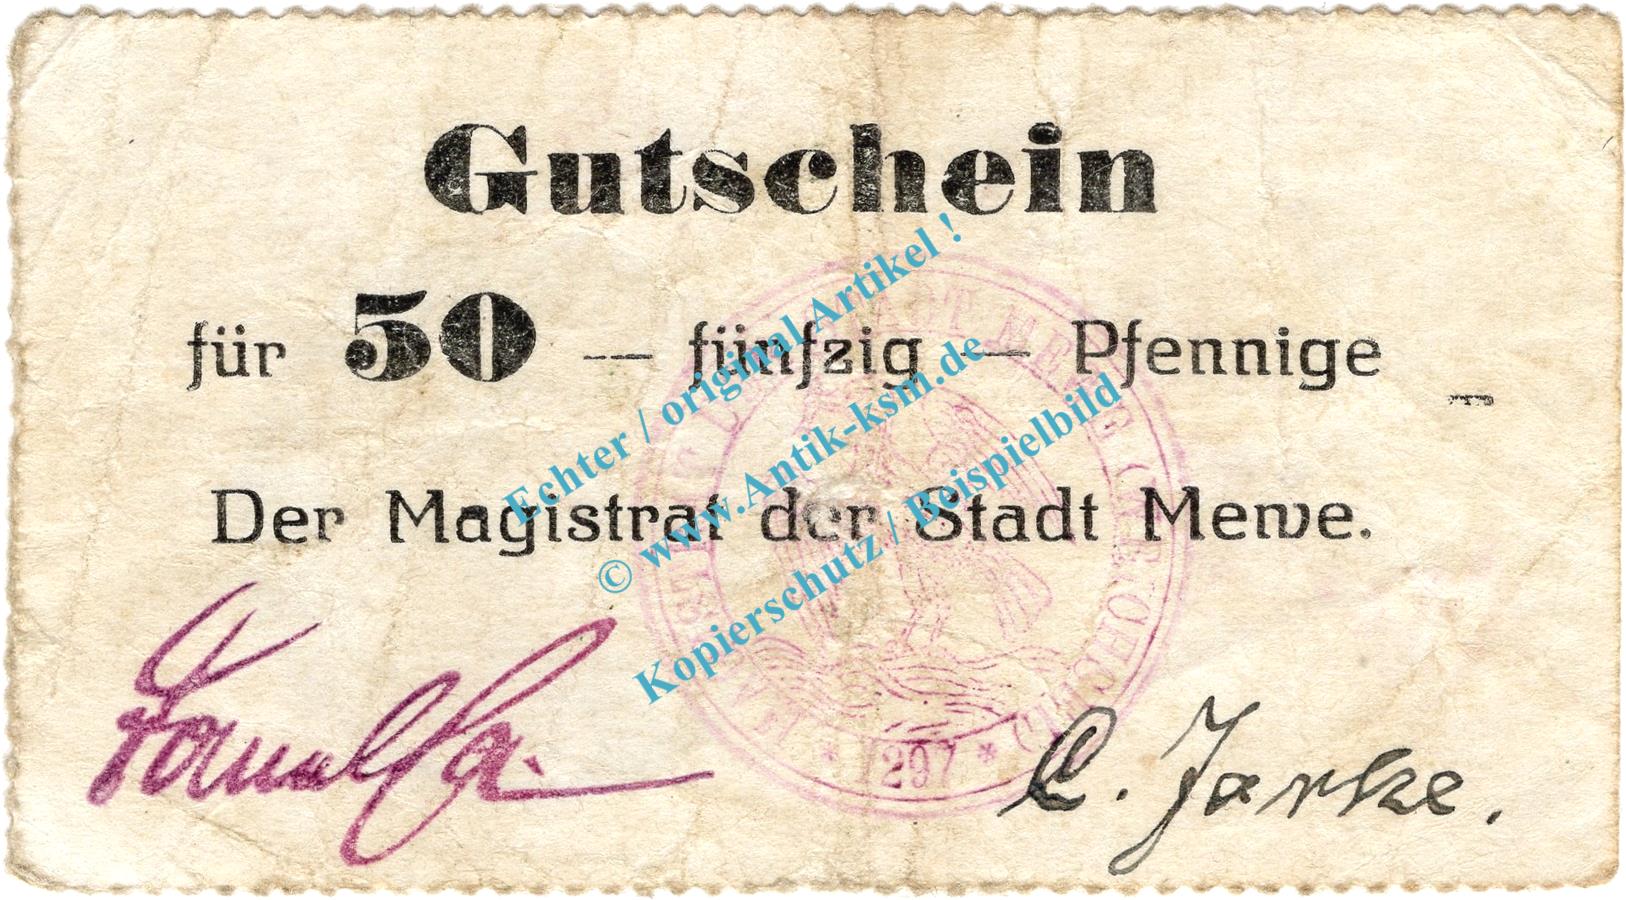 Gutschein
für 50 — fünfzig — Pfennige
Der Magistrat der Stadt Mewe.
C. Jarke.
* 1297 *
Echter / original Artikel !
© www.Antik-ksm.de
Kopierschutz / Beispielbild